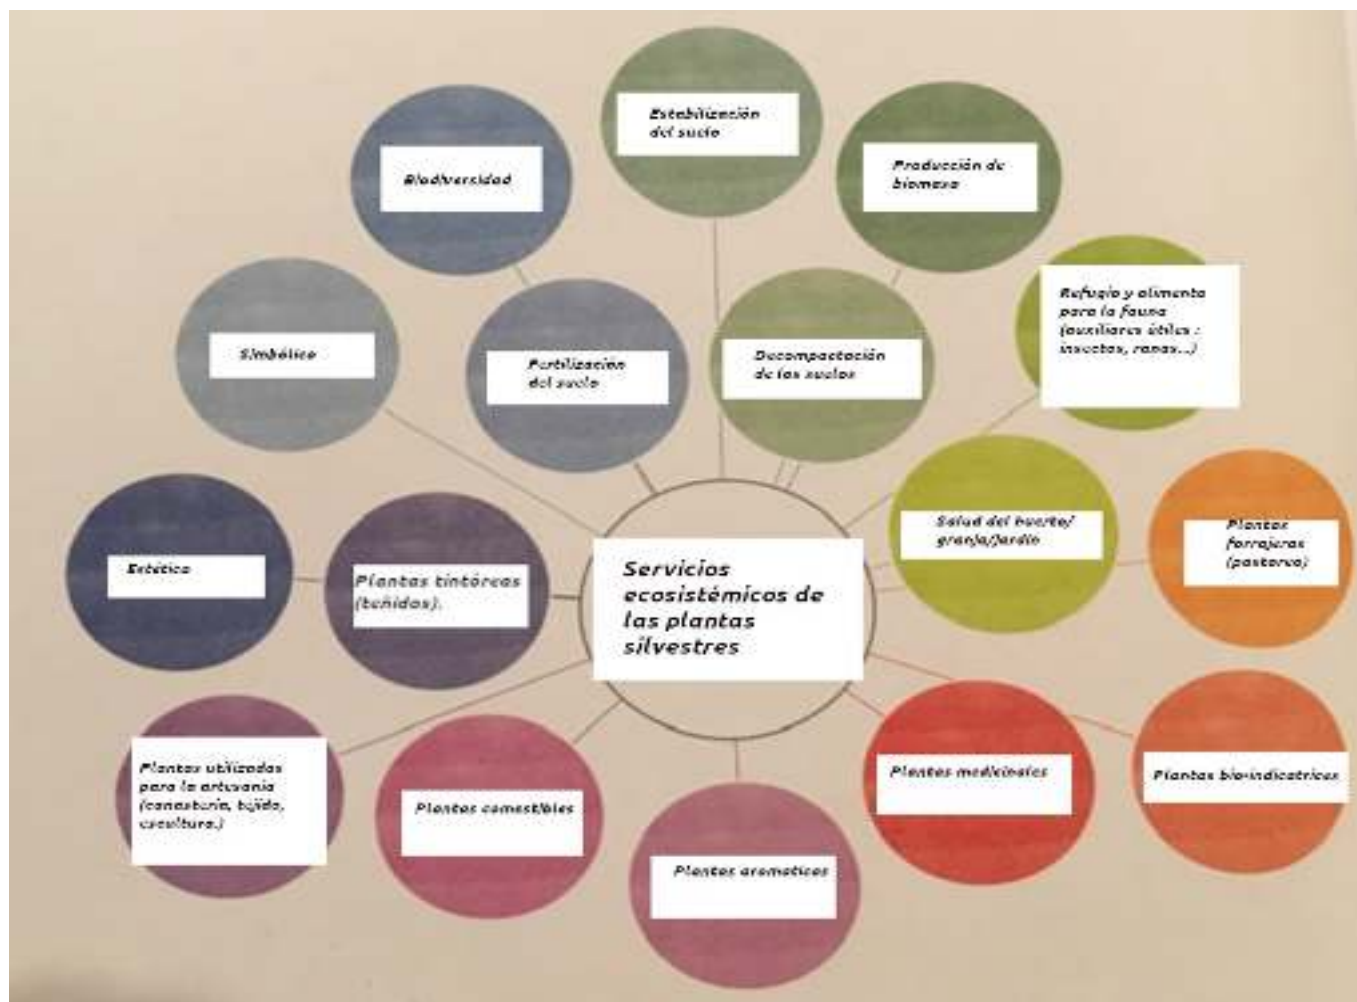 Estabilización
del suelo
Biodiversidad
Producción de
biomasa
Refugio y alimento
para la fauna
(auxiliares útiles :
insectos, ranas...)
Simbólico
Fertilización
del suelo
Decompactación
de los suelos
Salud del huerto/
granja/jardín
Plantas
forrajeras
(pastoreo)
Estética
Plantas tintóreas
(teñidos).
Servicios
ecosistémicos de
las plantas
silvestres
Plantas utilizadas
para la artesanía
(canastería, tejido,
escultura.)
Plantas comestibles
Plantas aromaticas
Plantas medicinales
Plantas bio-indicatrices